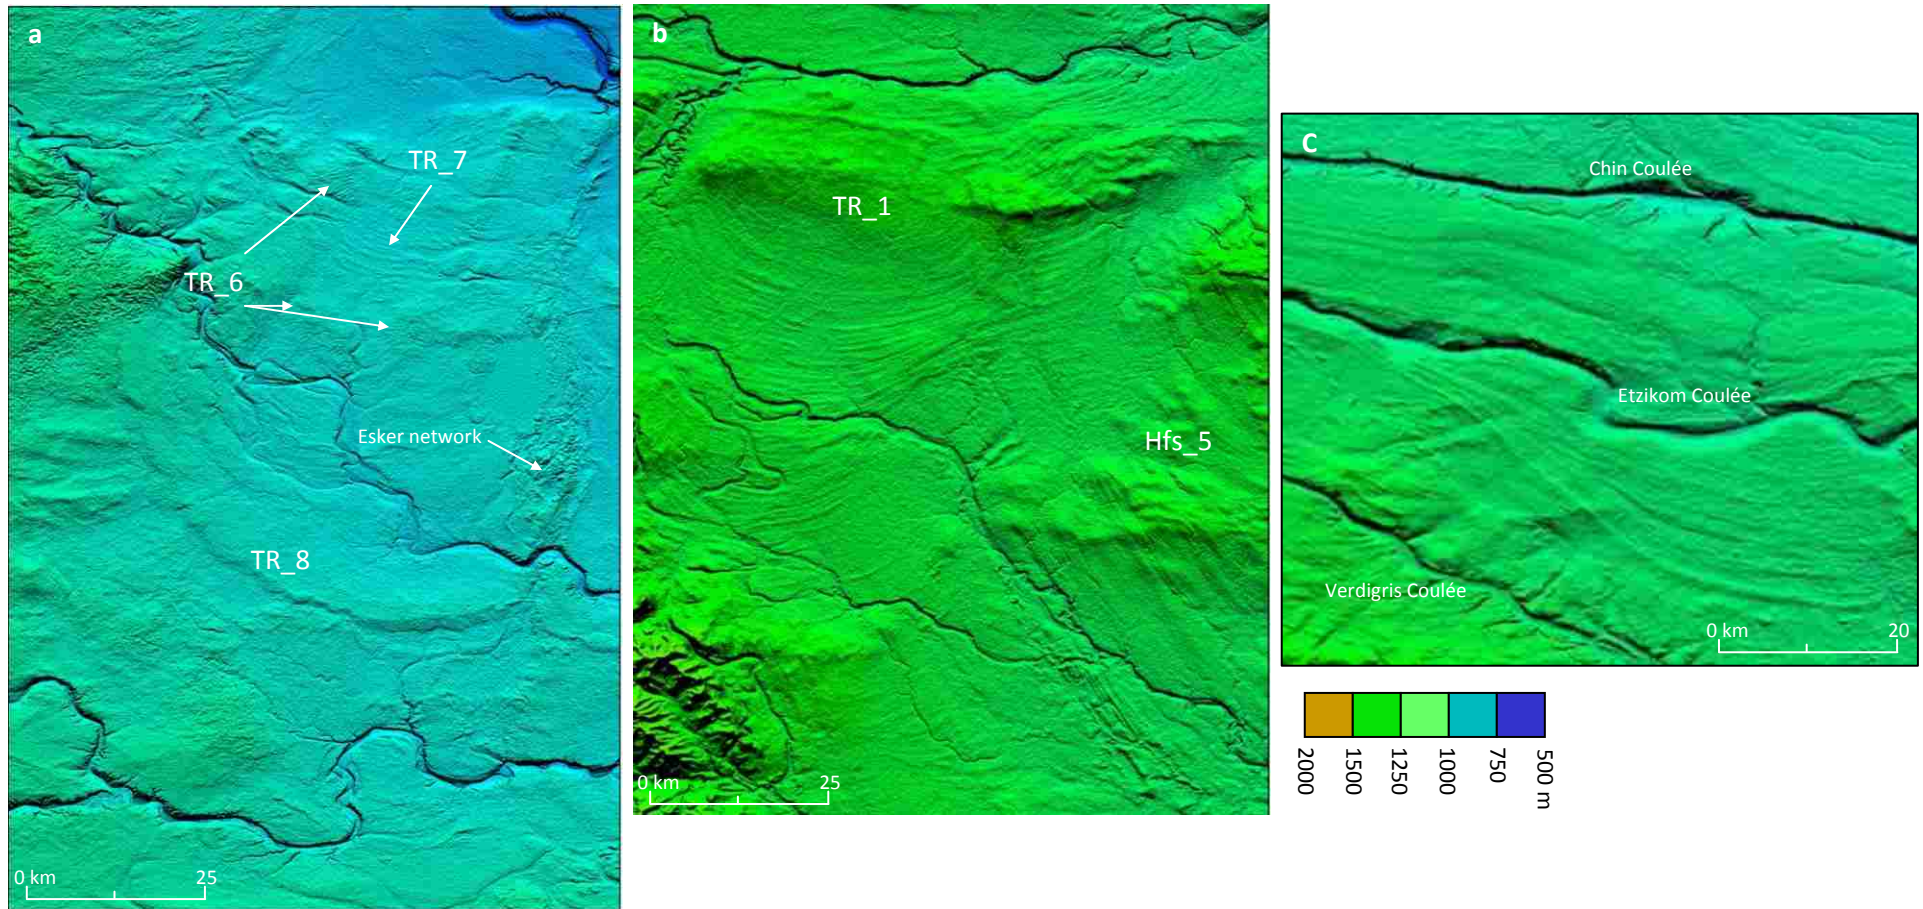 a
TR_7
TR_6
Esker network
TR_8
0 km
25
b
TR_1
Hfs_5
0 km
25
C
Chin Coulée
Etzikom Coulée
Verdigris Coulée
0 km
20
2000
1500
1250
1000
750
500 m